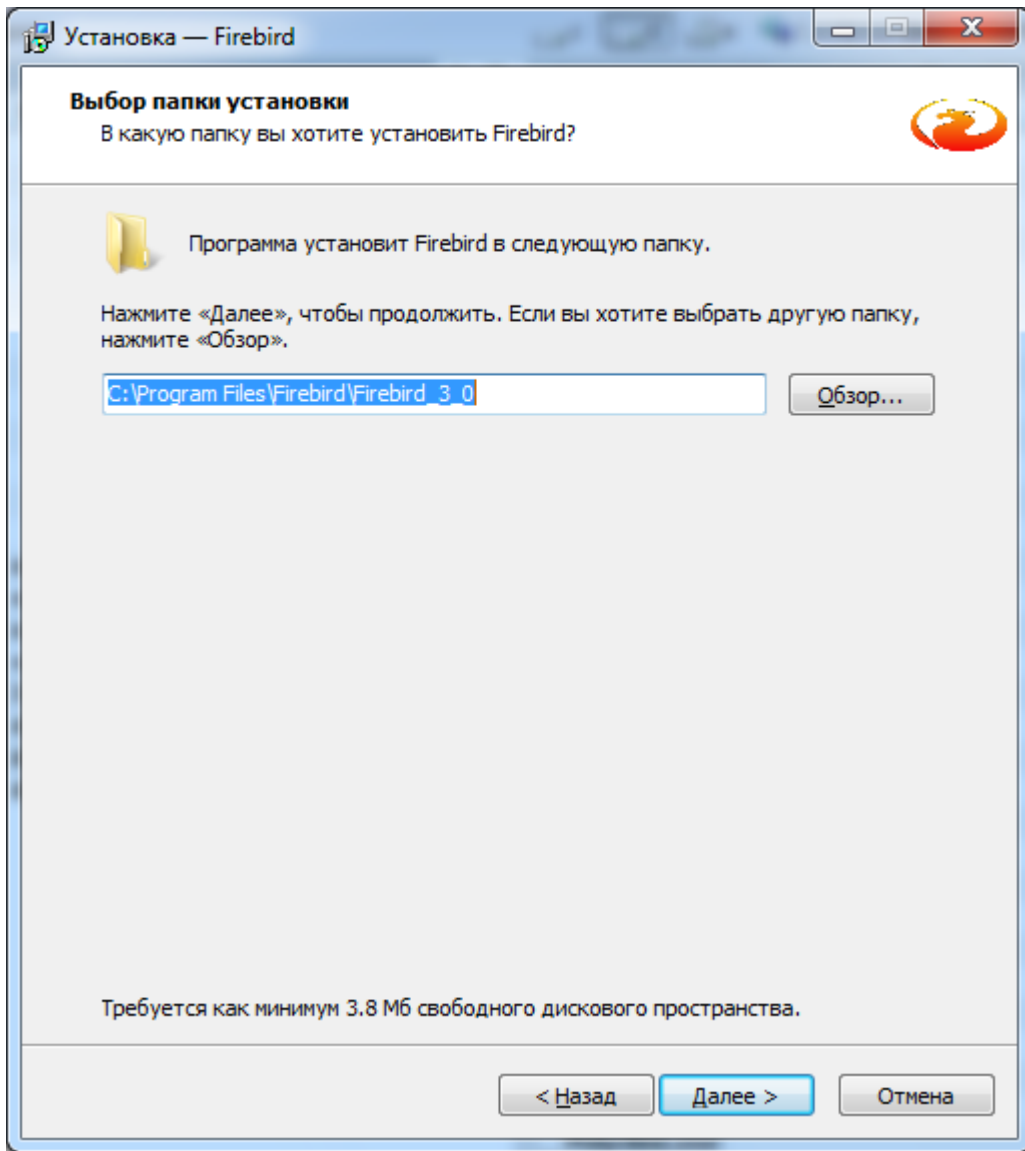 Установка — Firebird
Выбор папки установки
В какую папку вы хотите установить Firebird?
Программа установит Firebird в следующую папку.
Нажмите «Далее», чтобы продолжить. Если вы хотите выбрать другую папку,
нажмите «Обзор».
C:\Program Files\Firebird\Firebird_3_0
Обзор...
Требуется как минимум 3.8 Мб свободного дискового пространства.
< Назад
Далее >
Отмена